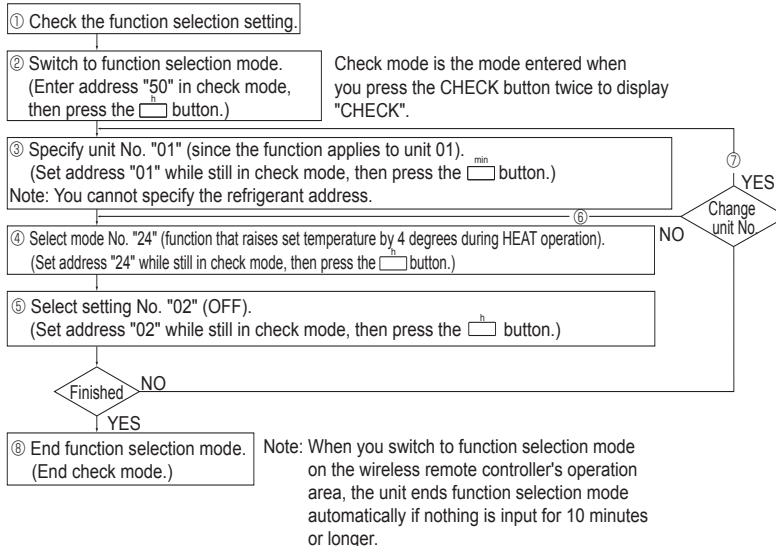 ① Check the function selection setting.
② Switch to function selection mode.
(Enter address "50" in check mode,
then press the h button.)
Check mode is the mode entered when
you press the CHECK button twice to display
"CHECK".
③ Specify unit No. "01" (since the function applies to unit 01).
(Set address "01" while still in check mode, then press the min button.)
Note: You cannot specify the refrigerant address.
⑦
YES
Change
unit No.
⑥
NO
④ Select mode No. "24" (function that raises set temperature by 4 degrees during HEAT operation).
(Set address "24" while still in check mode, then press the h button.)
⑤ Select setting No. "02" (OFF).
(Set address "02" while still in check mode, then press the h button.)
Finished
NO
YES
⑧ End function selection mode.
(End check mode.)
Note: When you switch to function selection mode
on the wireless remote controller's operation
area, the unit ends function selection mode
automatically if nothing is input for 10 minutes
or longer.